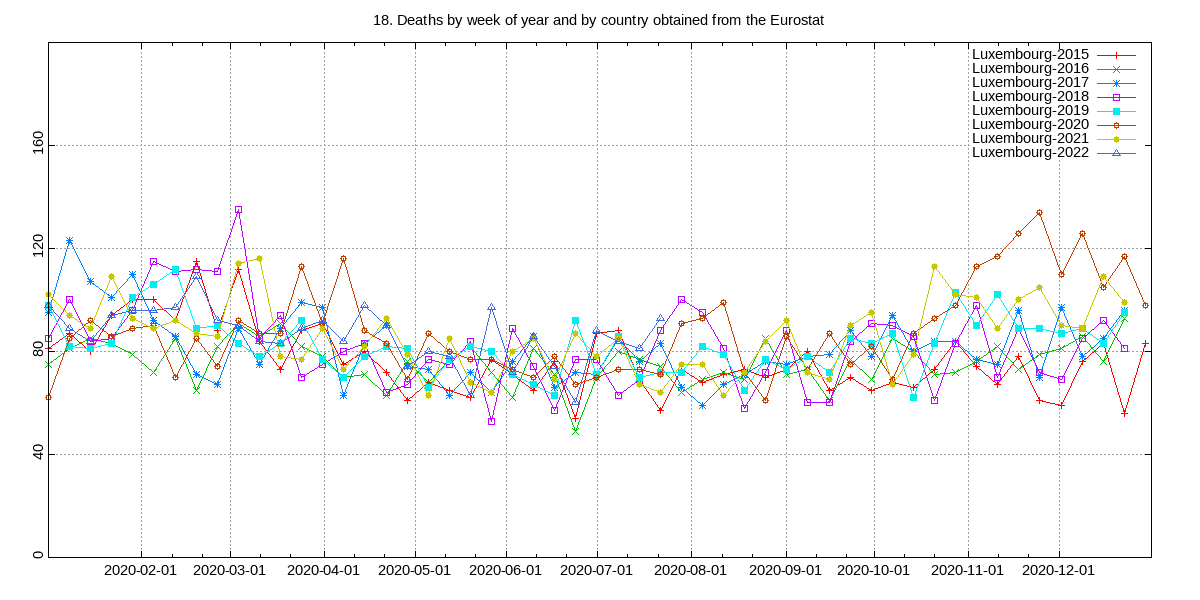 18. Deaths by week of year and by country obtained from the Eurostat
Luxembourg-2015
Luxembourg-2016
Luxembourg-2017
Luxembourg-2018
Luxembourg-2019
Luxembourg-2020
Luxembourg-2021
Luxembourg-2022
160
120
80
40
0
2020-02-01 2020-03-01 2020-04-01 2020-05-01 2020-06-01 2020-07-01 2020-08-01 2020-09-01 2020-10-01 2020-11-01 2020-12-01